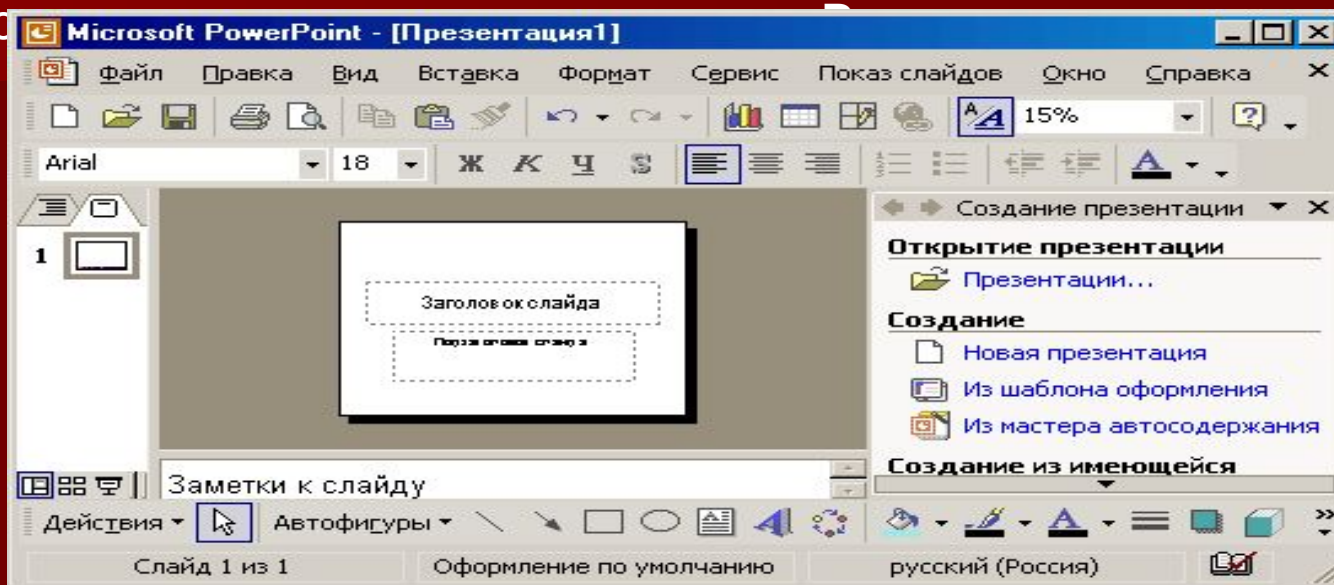 Microsoft PowerPoint - [Презентация1]
Файл Правка Вид Вставка Формат Сервис Показ слайдов Окно Справка
15%
Arial 18 Ж К Ч S
Создание презентации
1
Открытие презентации
Презентации...
Заголовок слайда
Создание
Новая презентация
Из шаблона оформления
Из мастера автосодержания
Создание из имеющейся
Заметки к слайду
Действия Автофигуры
Слайд 1 из 1 Оформление по умолчанию русский (Россия)